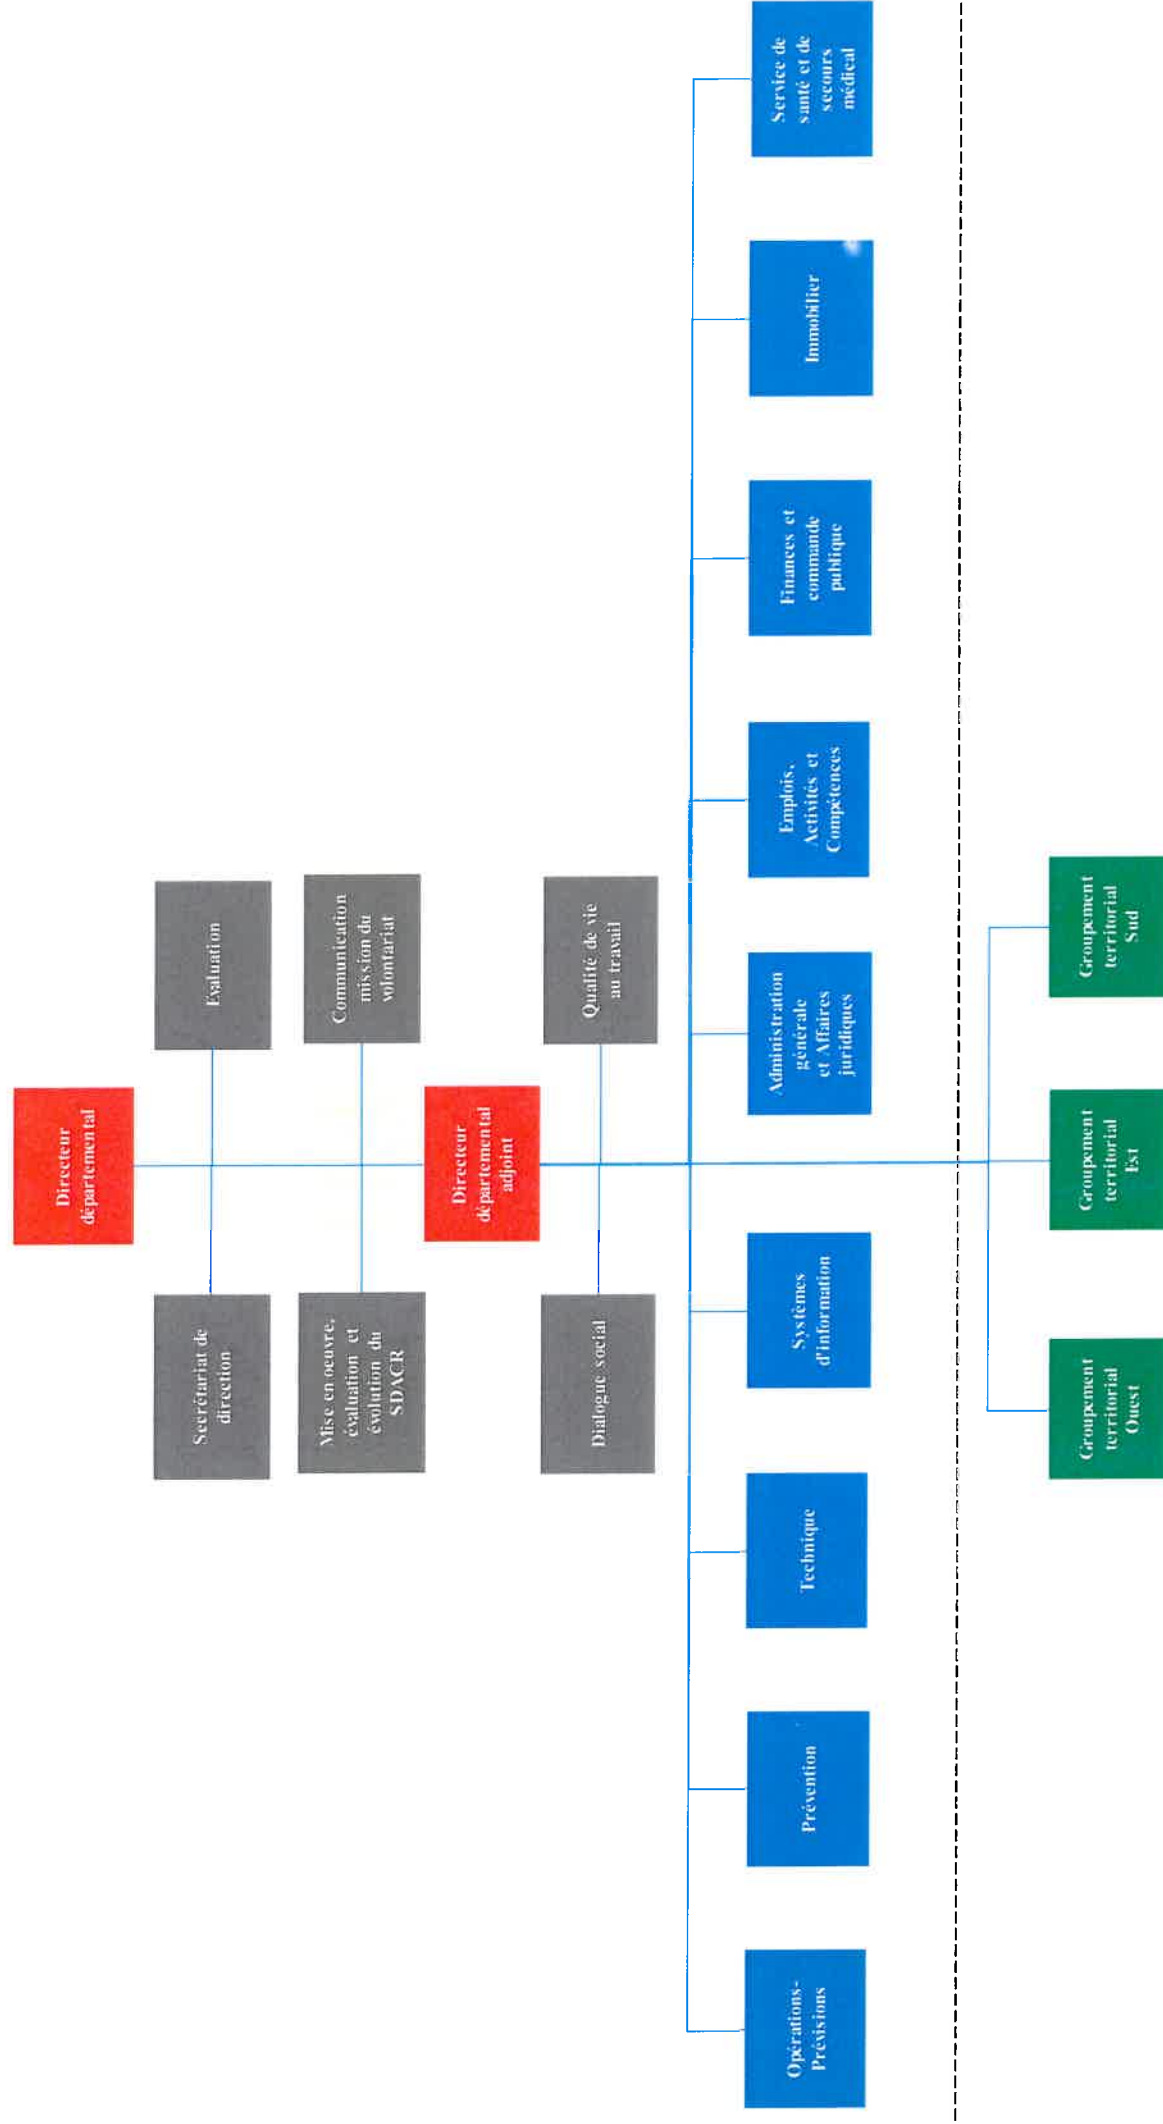 Directeur
départemental
Secrétariat de
direction
Evaluation
Mise en oeuvre,
évaluation et
évolution du
SDACR
Communication
mission du
volontariat
Directeur
départemental
adjoint
Dialogue social
Qualité de vie
au travail
Opérations-
Prévisions
Prévention
Technique
Systèmes
d'information
Administration
générale
et Affaires
juridiques
Emplois,
Activités et
Compétences
Finances et
commande
publique
Immobilier
Service de
santé et de
secours
médical
Groupement
territorial
Ouest
Groupement
territorial
Est
Groupement
territorial
Sud